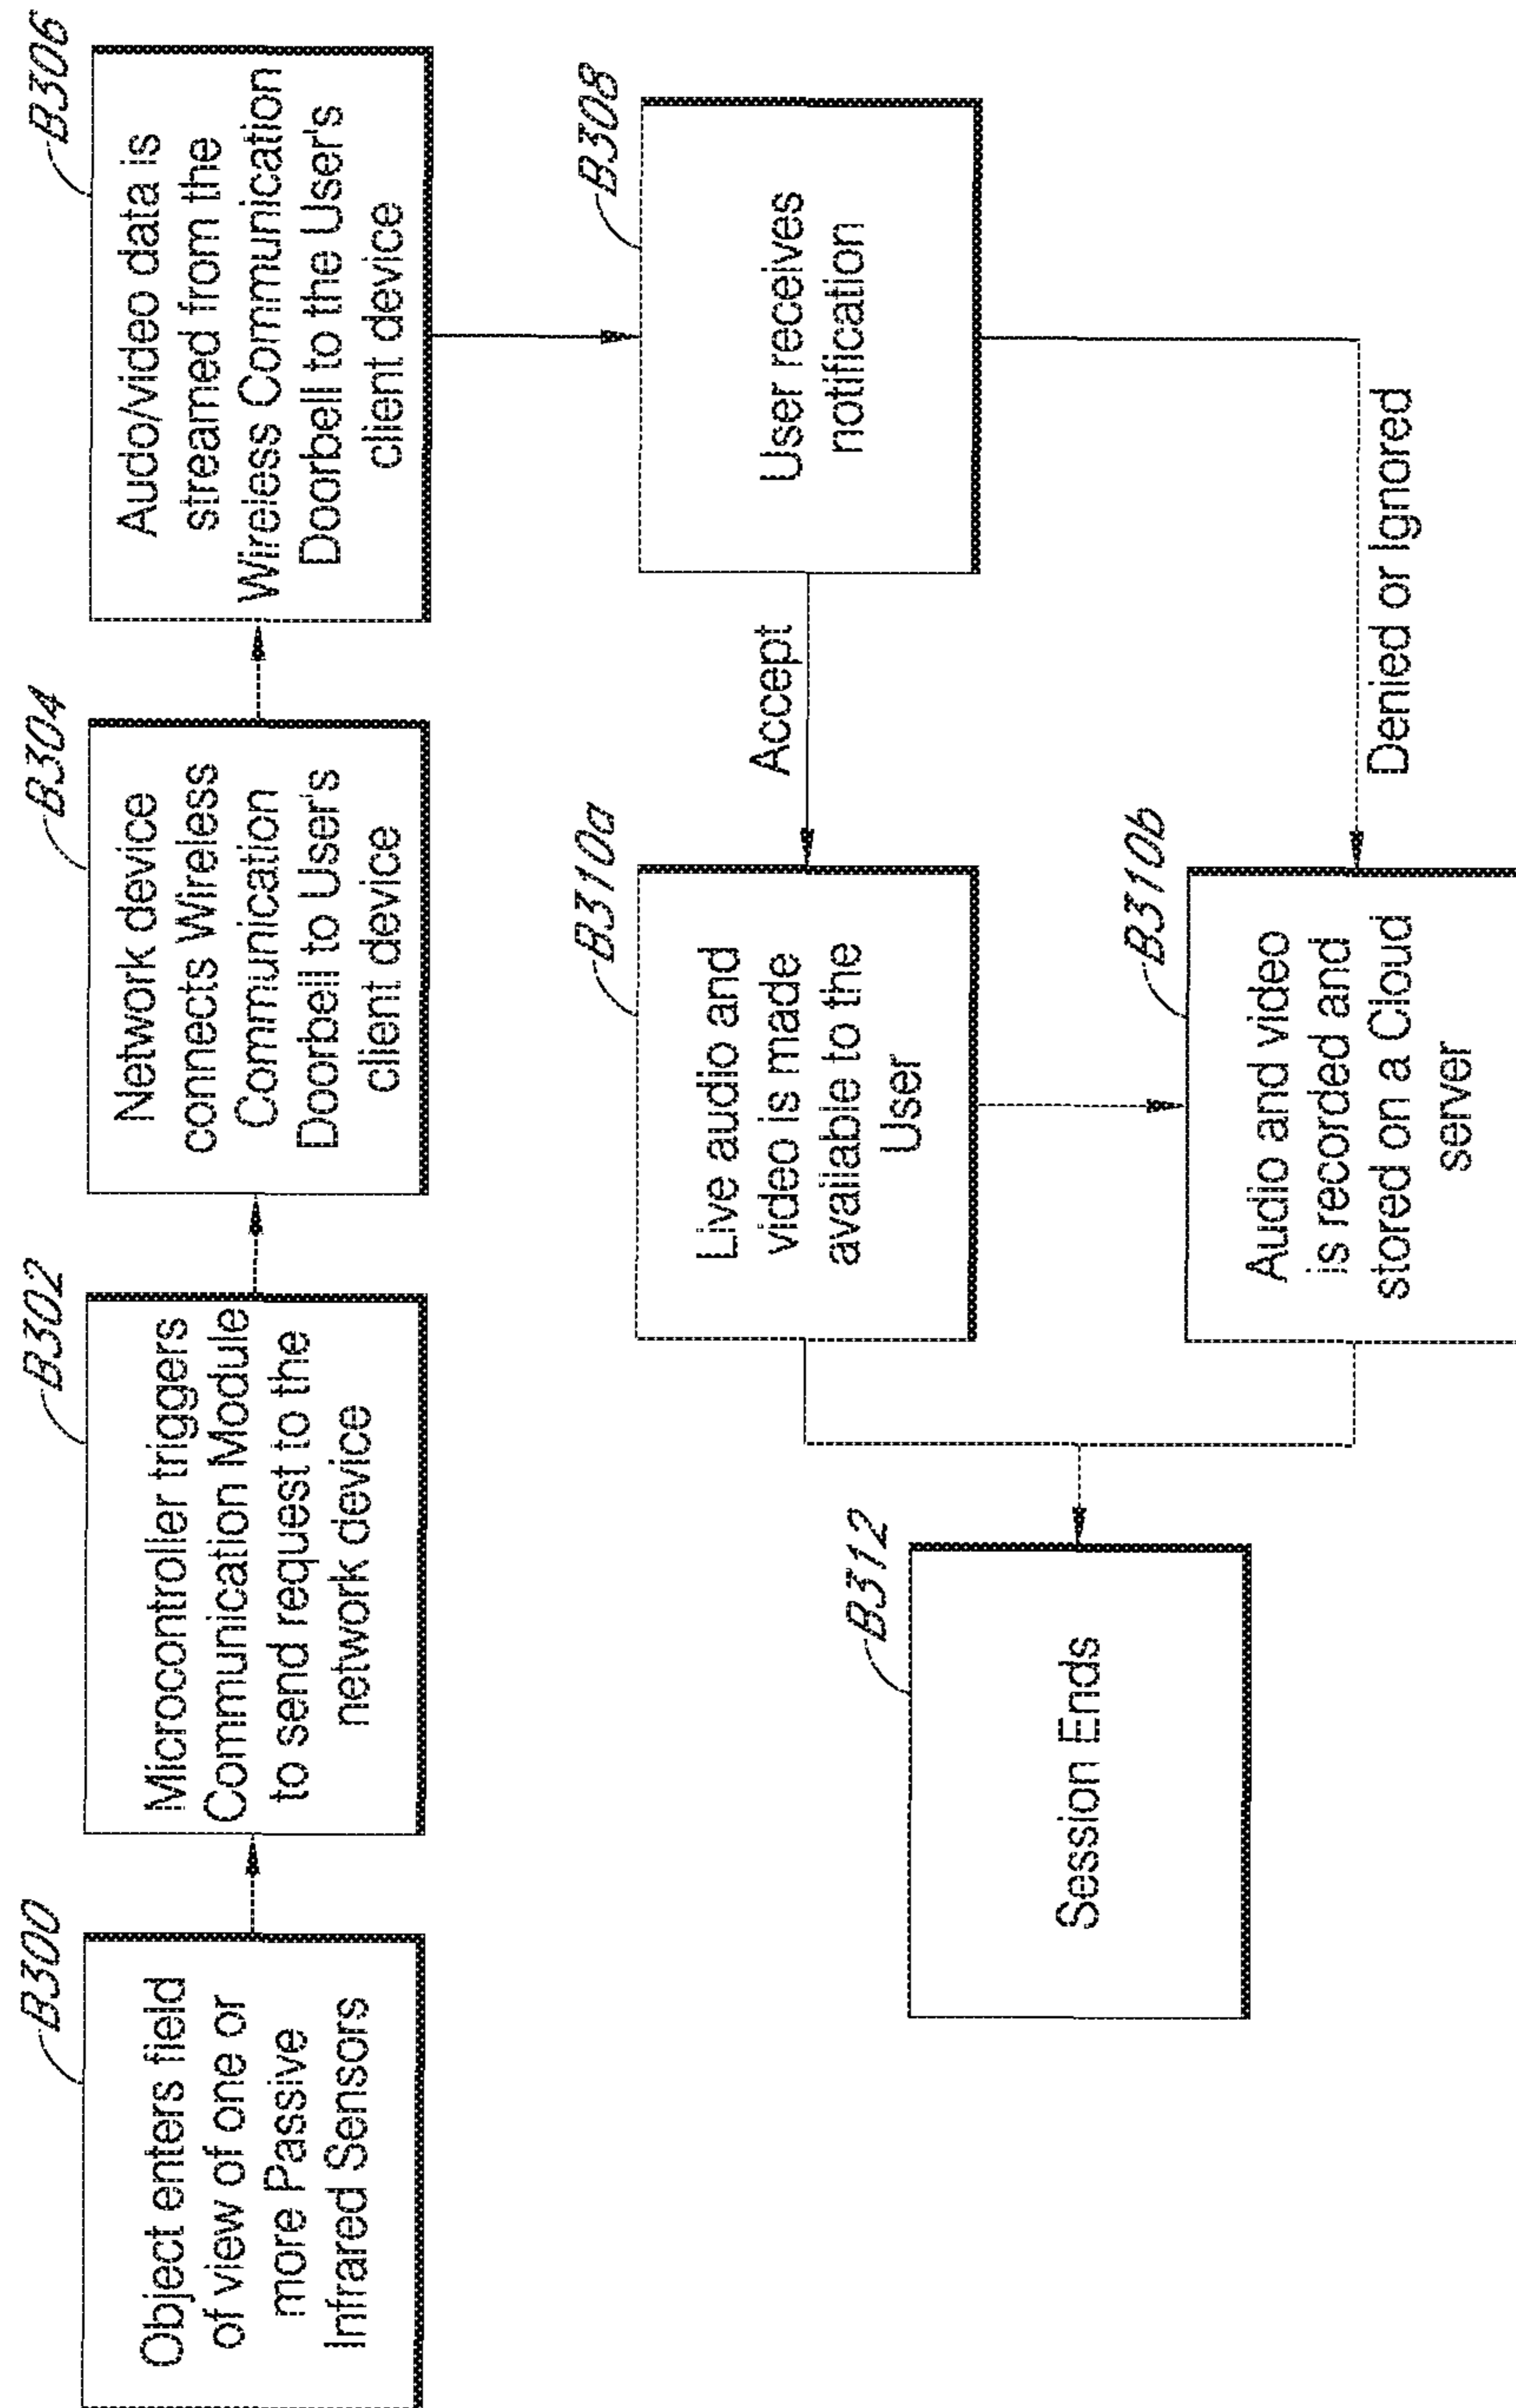 B300
Object enters field
of view of one or
more Passive
Infrared Sensors
B302
Microcontroller triggers
Communication Module
to send request to the
network device
B304
Network device
connects Wireless
Communication
Doorbell to User's
client device
B306
Audo/video data is
streamed from the
Wireless Communication
Doorbell to the User's
client device
B308
User receives
notification
Accept
B310a
Live audio and
video is made
available to the
User
Denied or Ignored
B310b
Audio and video
is recorded and
stored on a Cloud
server
B312
Session Ends